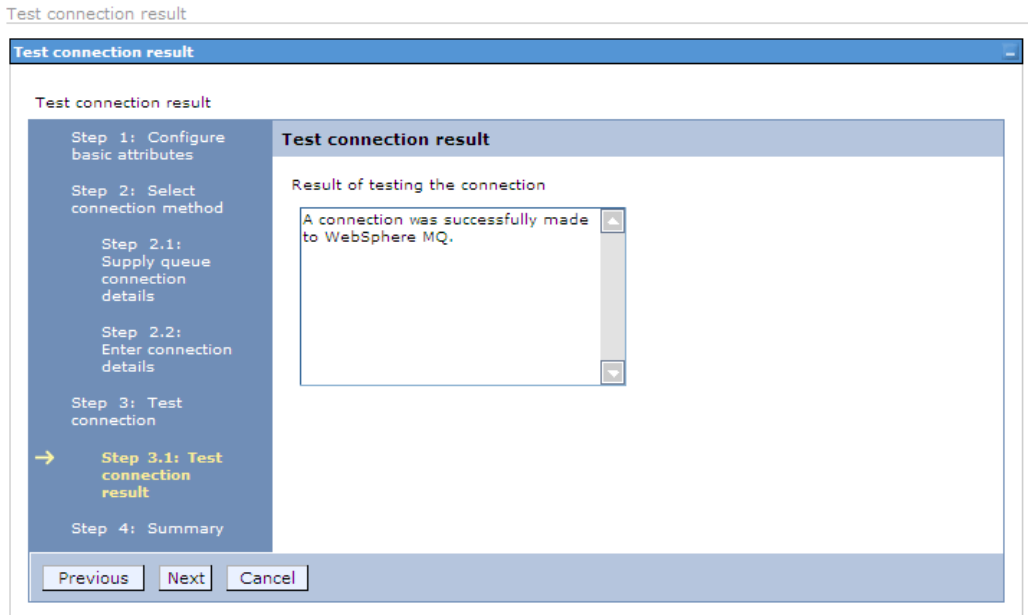 Test connection result
Test connection result
Test connection result
Step 1: Configure
basic attributes
Step 2: Select
connection method
Step 2.1:
Supply queue
connection
details
Step 2.2:
Enter connection
details
Step 3: Test
connection
Step 3.1: Test
connection
result
Step 4: Summary
Test connection result
Result of testing the connection
A connection was successfully made
to WebSphere MQ.
Previous Next Cancel